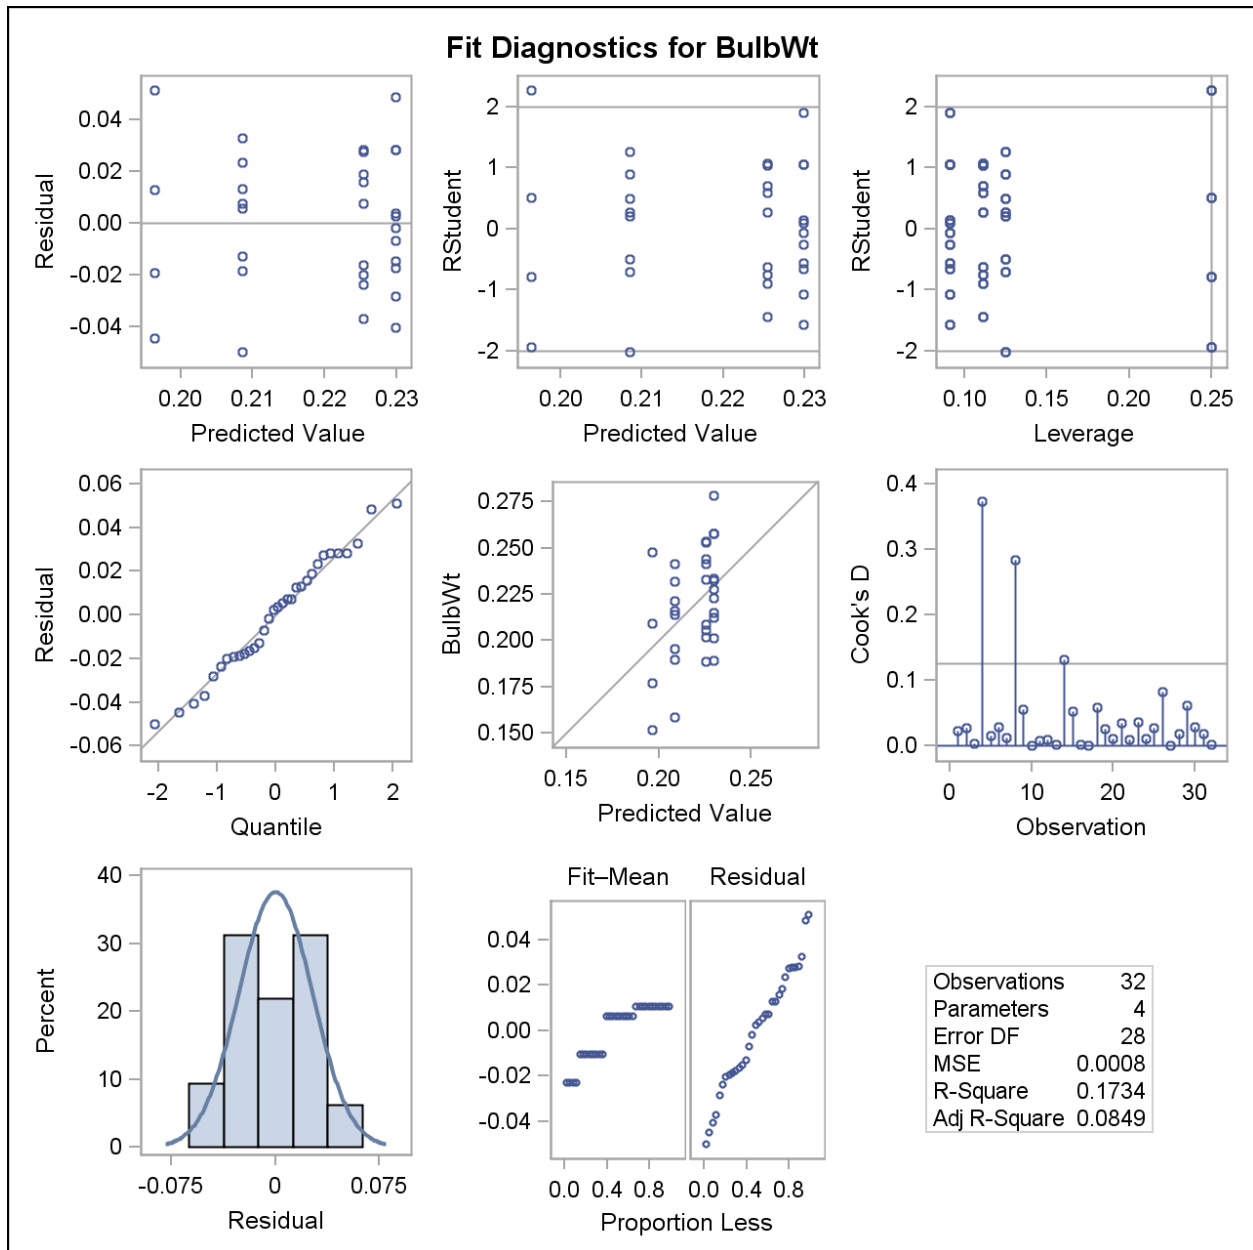 Fit Diagnostics for BulbWt
0.04
0.02
0.00
-0.02
-0.04
Residual
0.20 0.21 0.22 0.23
Predicted Value
2
1
0
-1
-2
RStudent
0.20 0.21 0.22 0.23
Predicted Value
2
1
0
-1
-2
RStudent
0.10 0.15 0.20 0.25
Leverage
0.06
0.04
0.02
0.00
-0.02
-0.04
-0.06
Residual
-2 -1 0 1 2
Quantile
0.275
0.250
0.225
0.200
0.175
0.150
BulbWt
0.15 0.20 0.25
Predicted Value
0.4
0.3
0.2
0.1
0.0
Cook's D
0 10 20 30
Observation
40
30
20
10
0
Percent
-0.075 0 0.075
Residual
Fit–Mean Residual
0.04
0.02
0.00
-0.02
-0.04
0.0 0.4 0.8 0.0 0.4 0.8
Proportion Less
Observations 32
Parameters 4
Error DF 28
MSE 0.0008
R-Square 0.1734
Adj R-Square 0.0849